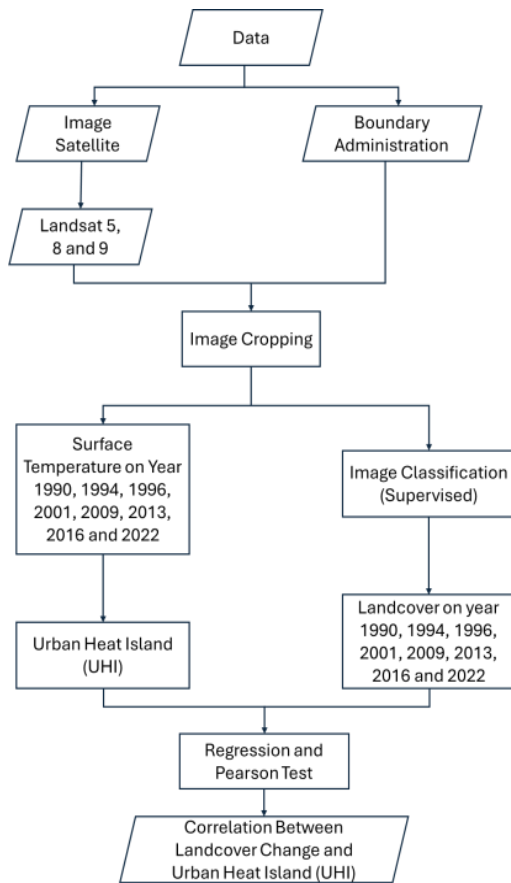 Data
Image
Satellite
Boundary
Administration
Landsat 5,
8 and 9
Image Cropping
Surface
Temperature on Year
1990, 1994, 1996,
2001, 2009, 2013,
2016 and 2022
Image Classification
(Supervised)
Urban Heat Island
(UHI)
Landcover on year
1990, 1994, 1996,
2001, 2009, 2013,
2016 and 2022
Regression and
Pearson Test
Correlation Between
Landcover Change and
Urban Heat Island (UHI)